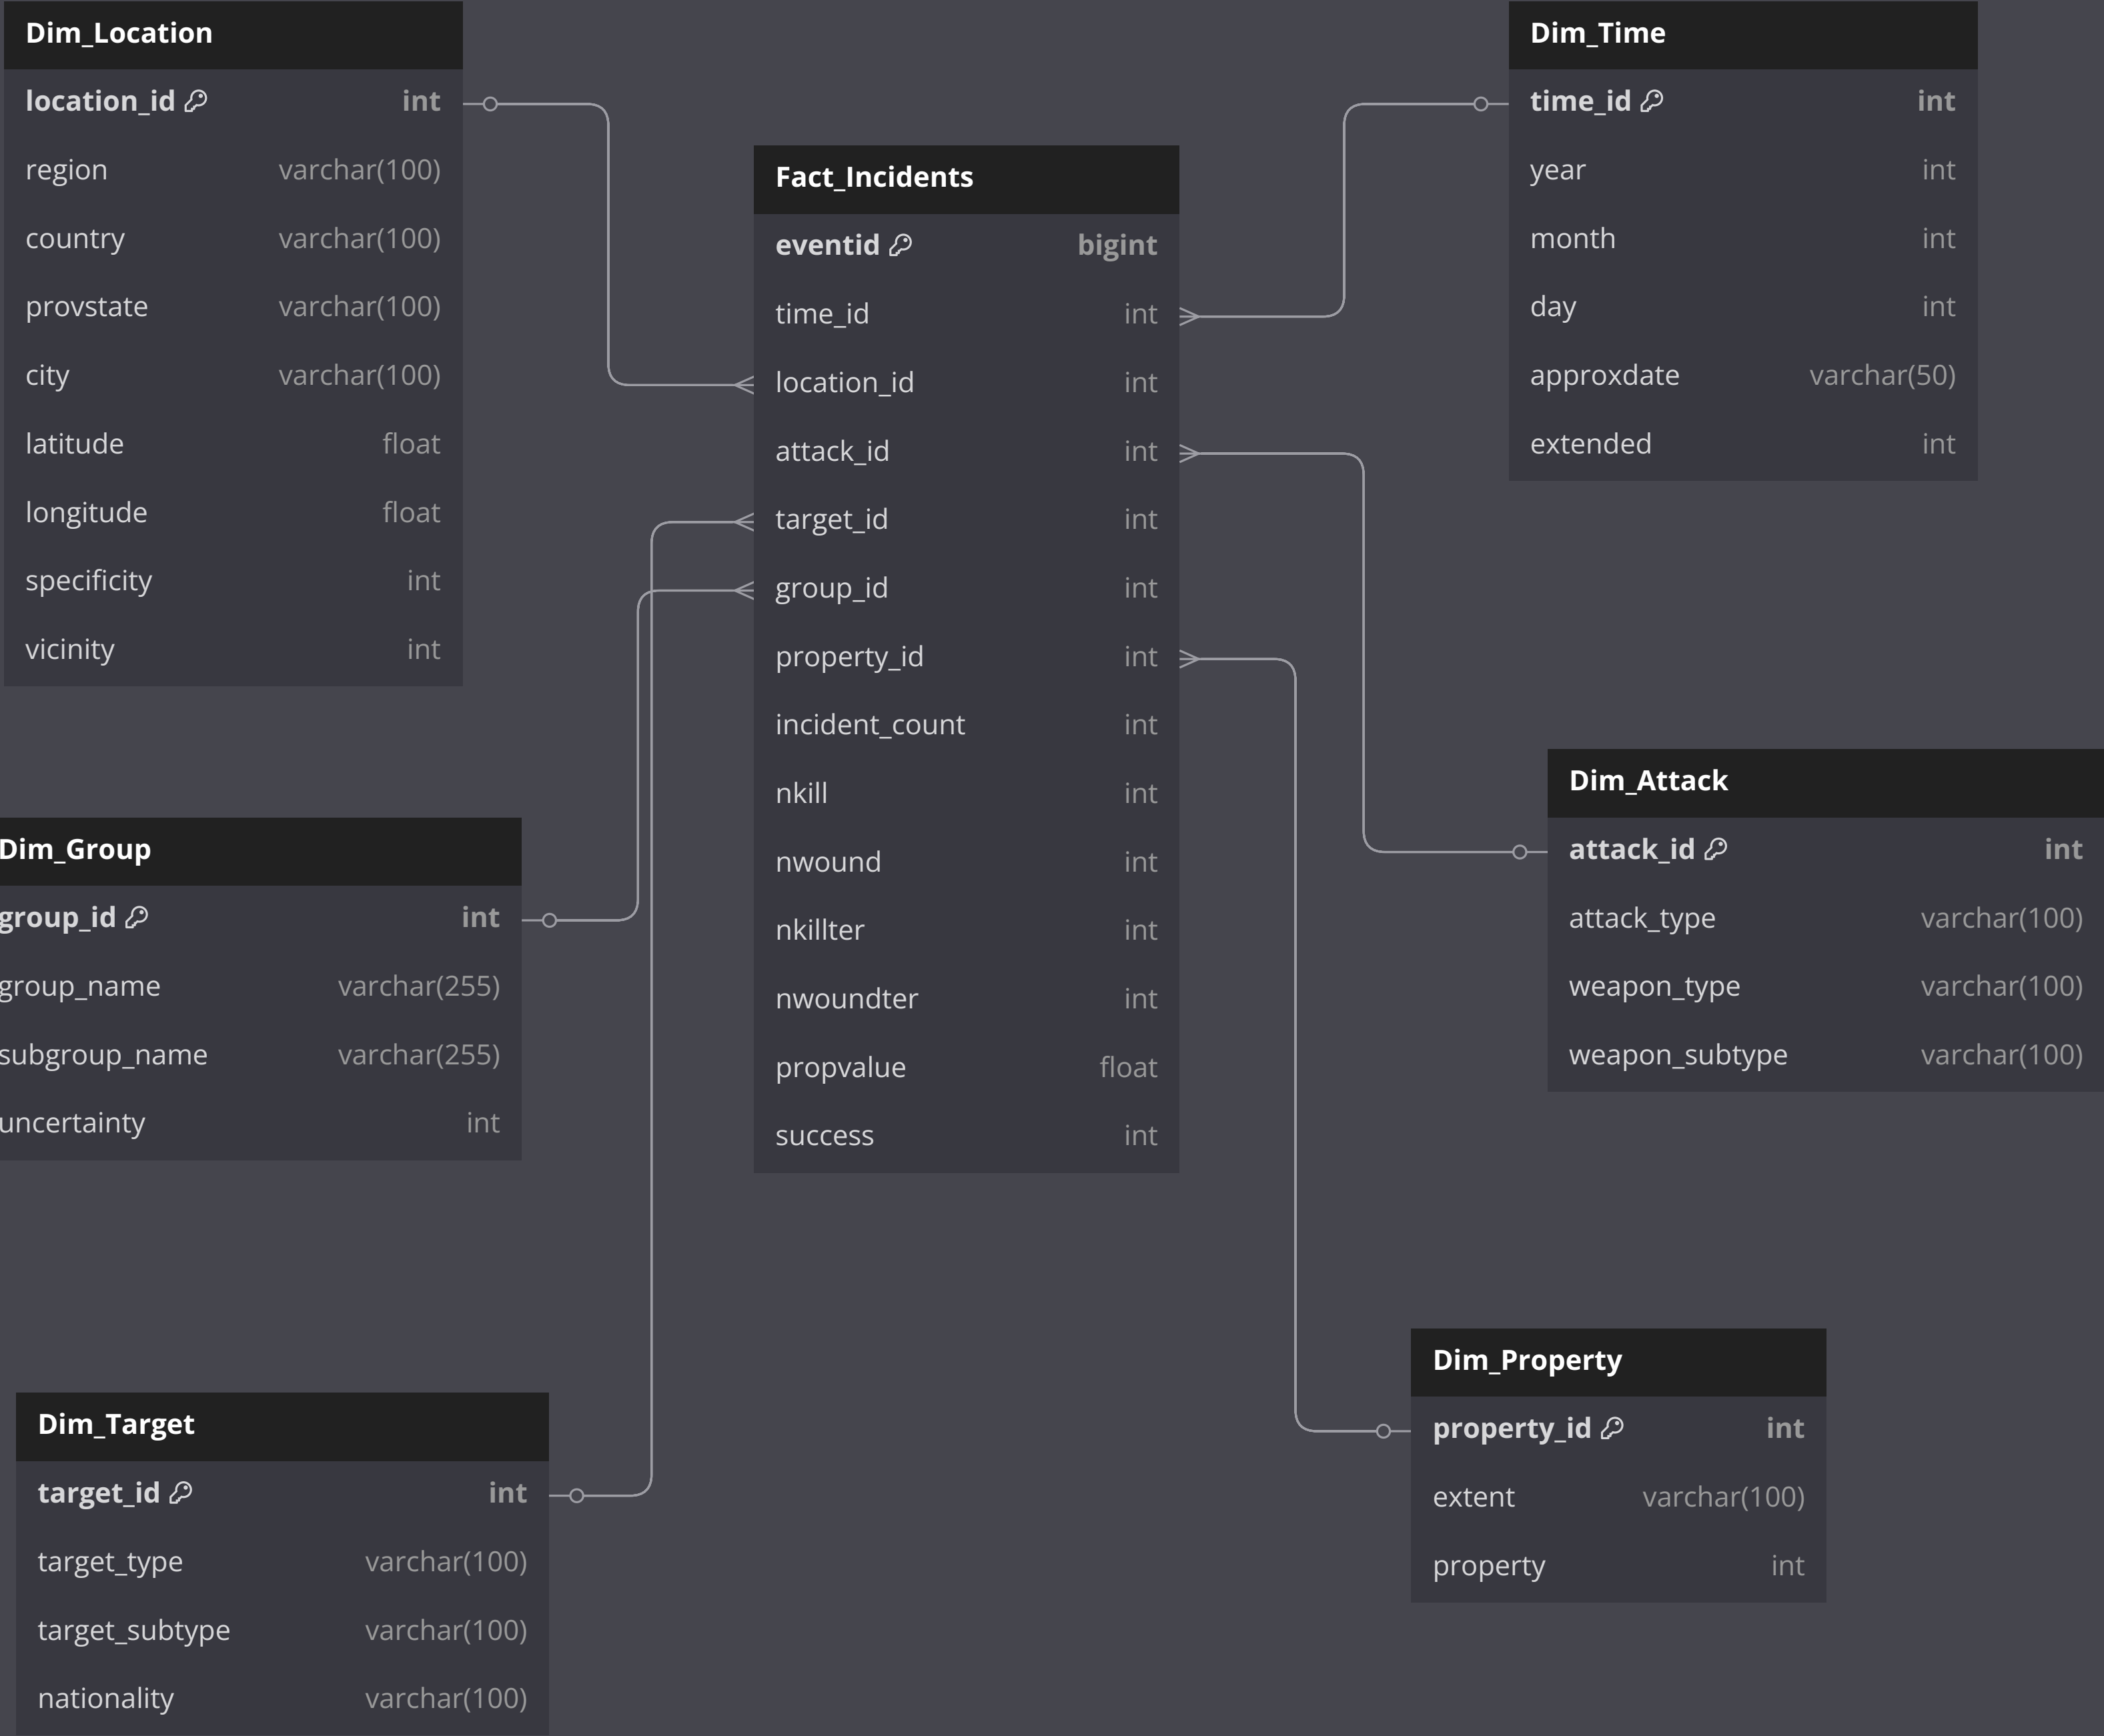 Dim_Location
location_id int
region varchar(100)
country varchar(100)
provstate varchar(100)
city varchar(100)
latitude float
longitude float
specificity int
vicinity int
Dim_Time
time_id int
year int
month int
day int
approxdate varchar(50)
extended int
Fact_Incidents
eventid bigint
time_id int
location_id int
attack_id int
target_id int
group_id int
property_id int
incident_count int
nkill int
nwound int
nkillter int
nwoundter int
propvalue float
success int
Dim_Group
group_id int
group_name varchar(255)
subgroup_name varchar(255)
uncertainty int
Dim_Attack
attack_id int
attack_type varchar(100)
weapon_type varchar(100)
weapon_subtype varchar(100)
Dim_Target
target_id int
target_type varchar(100)
target_subtype varchar(100)
nationality varchar(100)
Dim_Property
property_id int
extent varchar(100)
property int